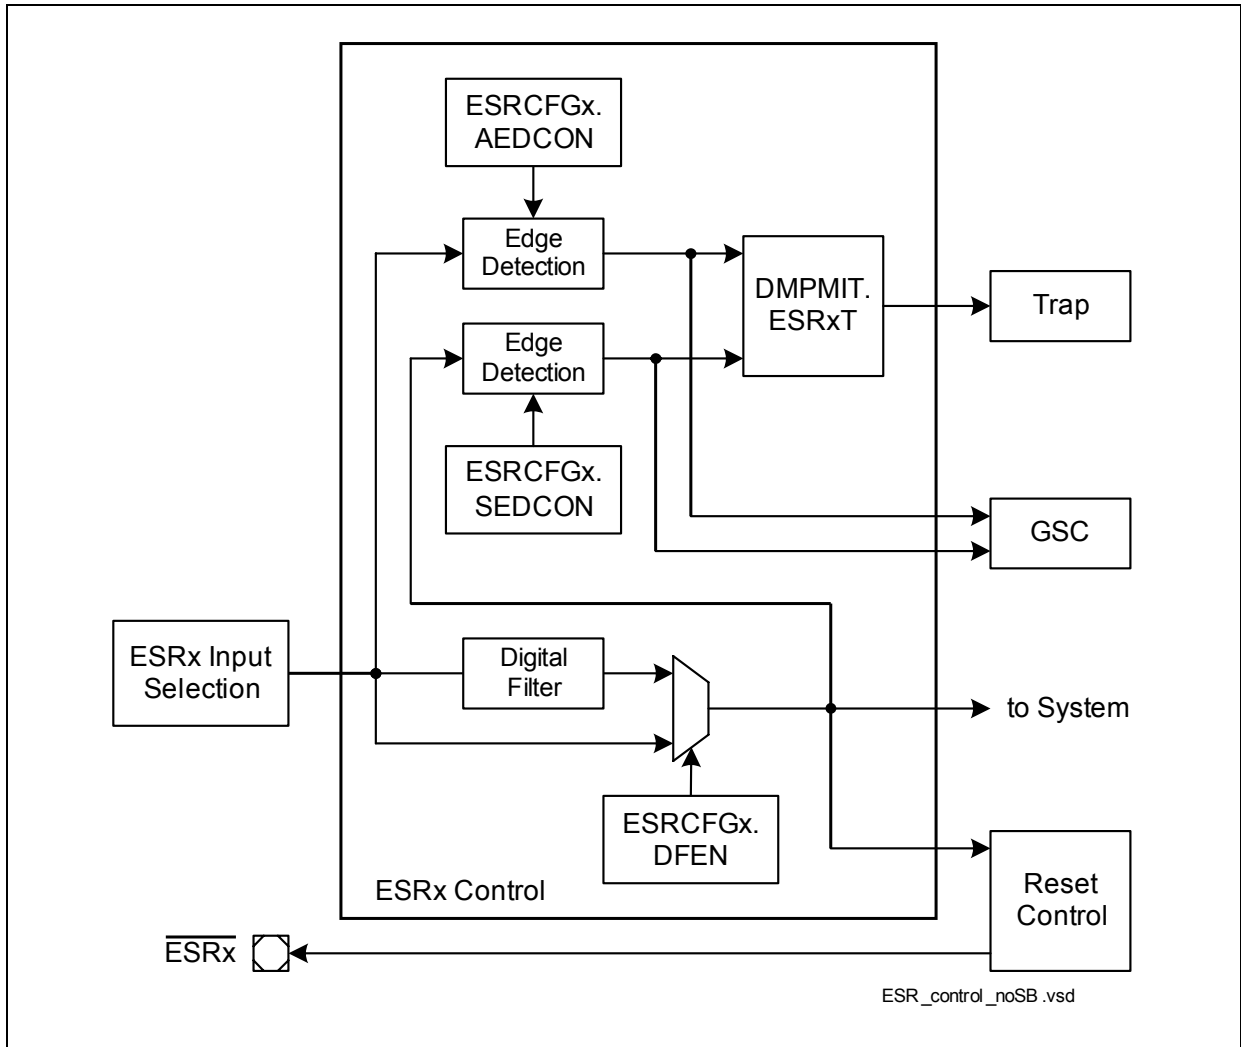 ESRCFGx.
AEDCON
Edge
Detection
DMPMIT.
ESRxT
Trap
Edge
Detection
ESRCFGx.
SEDCON
GSC
ESRx Input
Selection
Digital
Filter
to System
ESRCFGx.
DFEN
ESRx Control
Reset
Control
ESRx
ESR_control_noSB.vsd